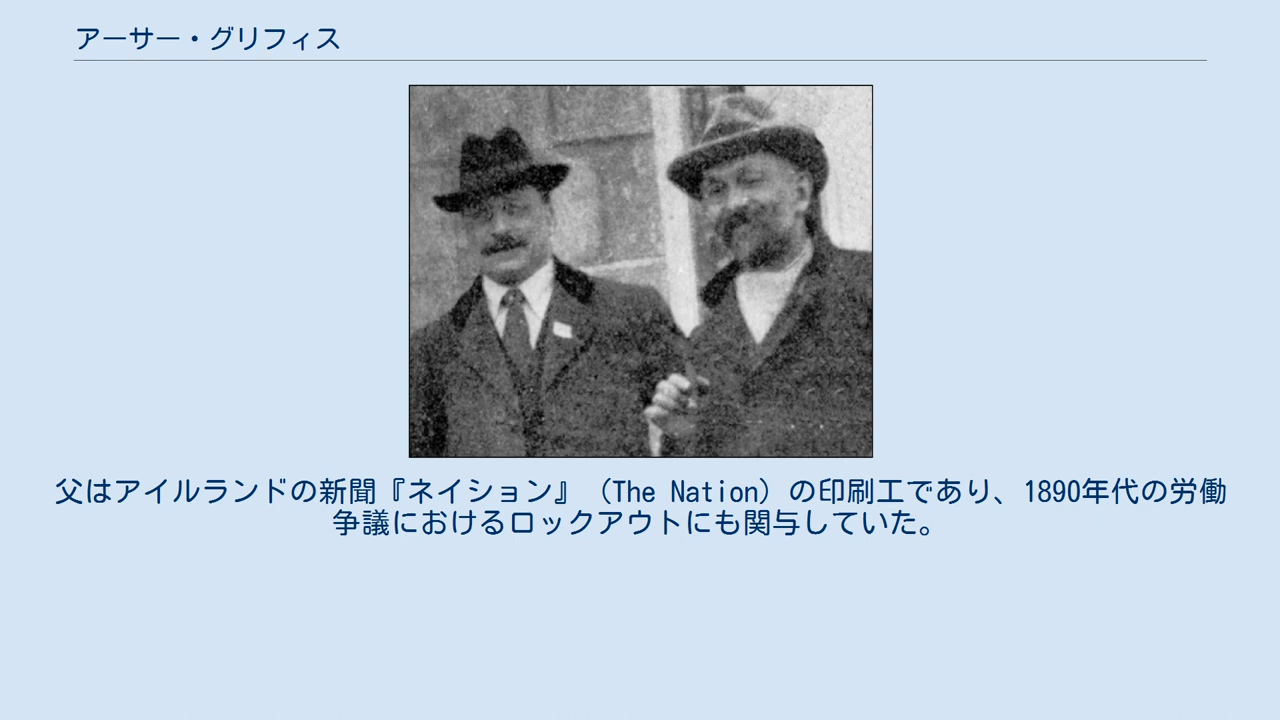 アーサー・グリフィス
父はアイルランドの新聞『ネイション』（The Nation）の印刷工であり、1890年代の労働
争議におけるロックアウトにも関与していた。